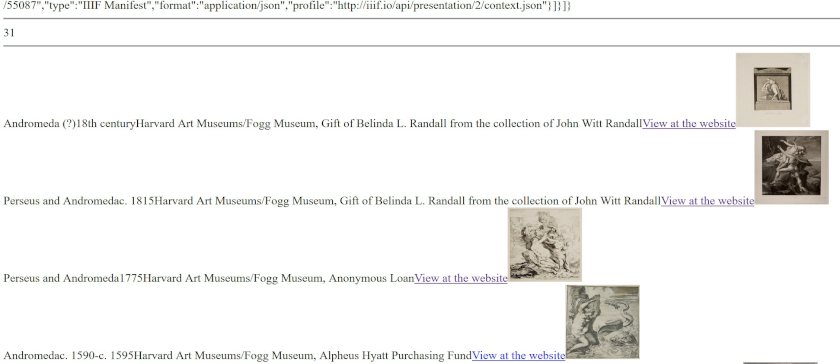 /55087","type":"IIIF Manifest","format":"application/json","profile":"http://iiif.io/api/presentation/2/context.json"}]}]}
31
Andromeda (?)18th centuryHarvard Art Museums/Fogg Museum, Gift of Belinda L. Randall from the collection of John Witt RandallView at the website
Perseus and Andromedac. 1815Harvard Art Museums/Fogg Museum, Gift of Belinda L. Randall from the collection of John Witt RandallView at the website
Perseus and Andromeda1775Harvard Art Museums/Fogg Museum, Anonymous LoanView at the website
Andromedac. 1590-c. 1595Harvard Art Museums/Fogg Museum, Alpheus Hyatt Purchasing FundView at the website